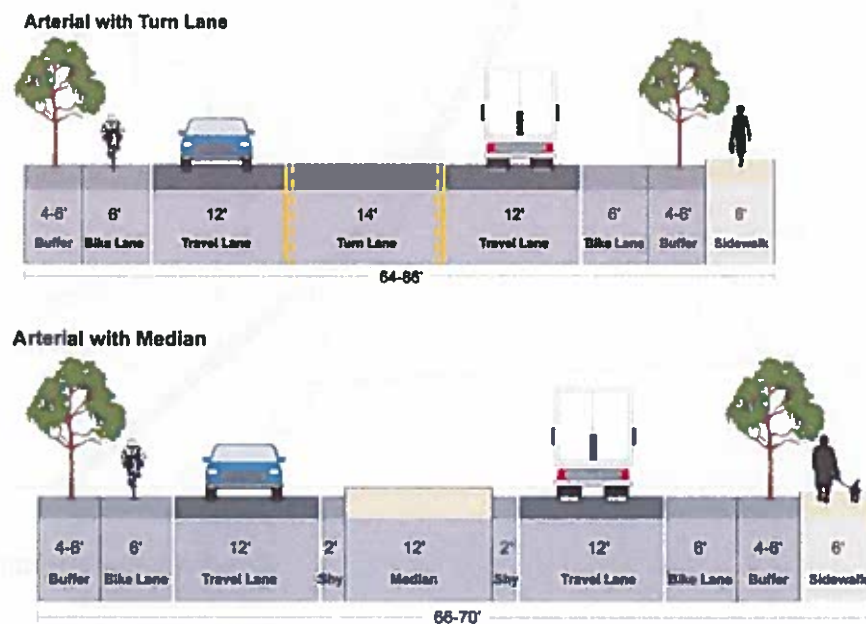 Arterial with Turn Lane
4-6' 6' 12' 14' 12' 6' 4-6' 6'
Buffer Bike Lane Travel Lane Turn Lane Travel Lane Bike Lane Buffer Sidewalk
64-66'
Arterial with Median
4-6' 6' 12' 2' 12' 2' 12' 6' 4-6' 6'
Buffer Bike Lane Travel Lane Shy Median Shy Travel Lane Bike Lane Buffer Sidewalk
66-70'